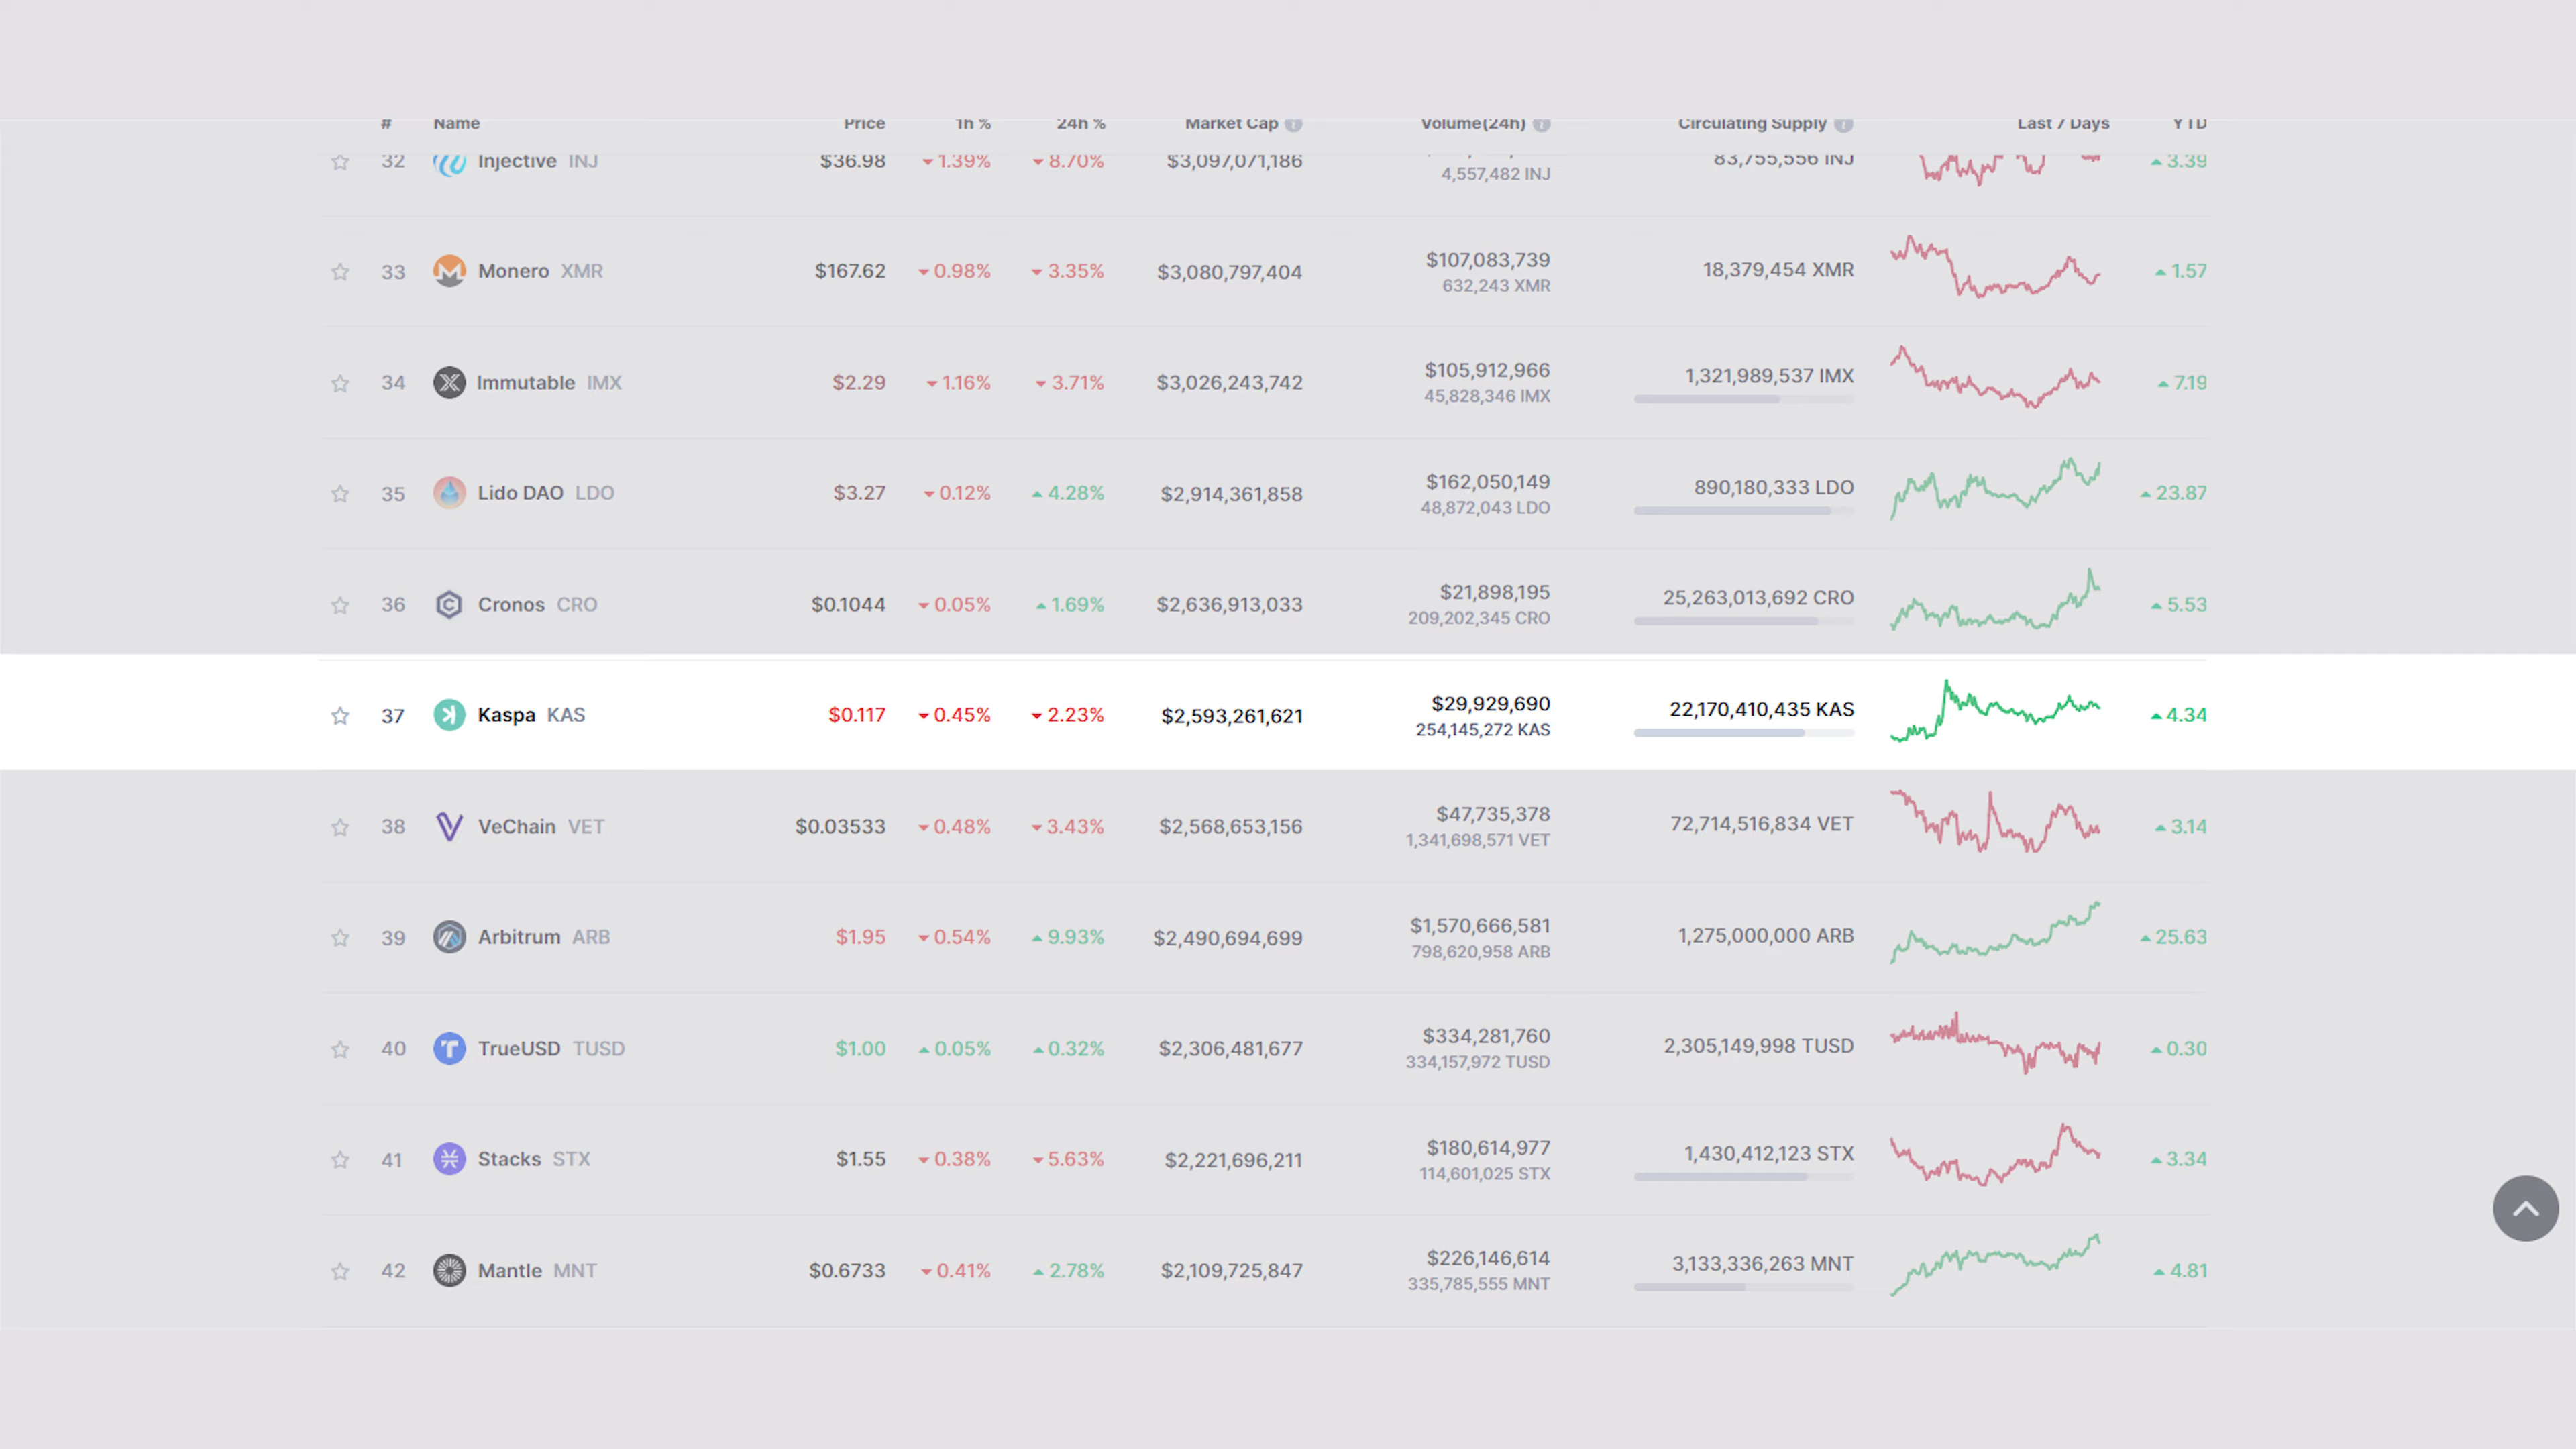 # Name Price 1h % 24h % Market Cap Volume(24h) Circulating Supply Last 7 Days YTD
32 Injective INJ $36.98 1.39% 8.70% $3,097,071,186 83,755,556 INJ 3.39
4,557,482 INJ
33 Monero XMR $167.62 0.98% 3.35% $3,080,797,404 $107,083,739 18,379,454 XMR 1.57
632,243 XMR
34 Immutable IMX $2.29 1.16% 3.71% $3,026,243,742 $105,912,966 1,321,989,537 IMX 7.19
45,828,346 IMX
35 Lido DAO LDO $3.27 0.12% 4.28% $2,914,361,858 $162,050,149 890,180,333 LDO 23.87
48,872,043 LDO
36 Cronos CRO $0.1044 0.05% 1.69% $2,636,913,033 $21,898,195 25,263,013,692 CRO 5.53
209,202,345 CRO
37 Kaspa KAS $0.117 0.45% 2.23% $2,593,261,621 $29,929,690 22,170,410,435 KAS 4.34
254,145,272 KAS
38 VeChain VET $0.03533 0.48% 3.43% $2,568,653,156 $47,735,378 72,714,516,834 VET 3.14
1,341,698,571 VET
39 Arbitrum ARB $1.95 0.54% 9.93% $2,490,694,699 $1,570,666,581 1,275,000,000 ARB 25.63
798,620,958 ARB
40 TrueUSD TUSD $1.00 0.05% 0.32% $2,306,481,677 $334,281,760 2,305,149,998 TUSD 0.30
334,157,972 TUSD
41 Stacks STX $1.55 0.38% 5.63% $2,221,696,211 $180,614,977 1,430,412,123 STX 3.34
114,601,025 STX
42 Mantle MNT $0.6733 0.41% 2.78% $2,109,725,847 $226,146,614 3,133,336,263 MNT 4.81
335,785,555 MNT